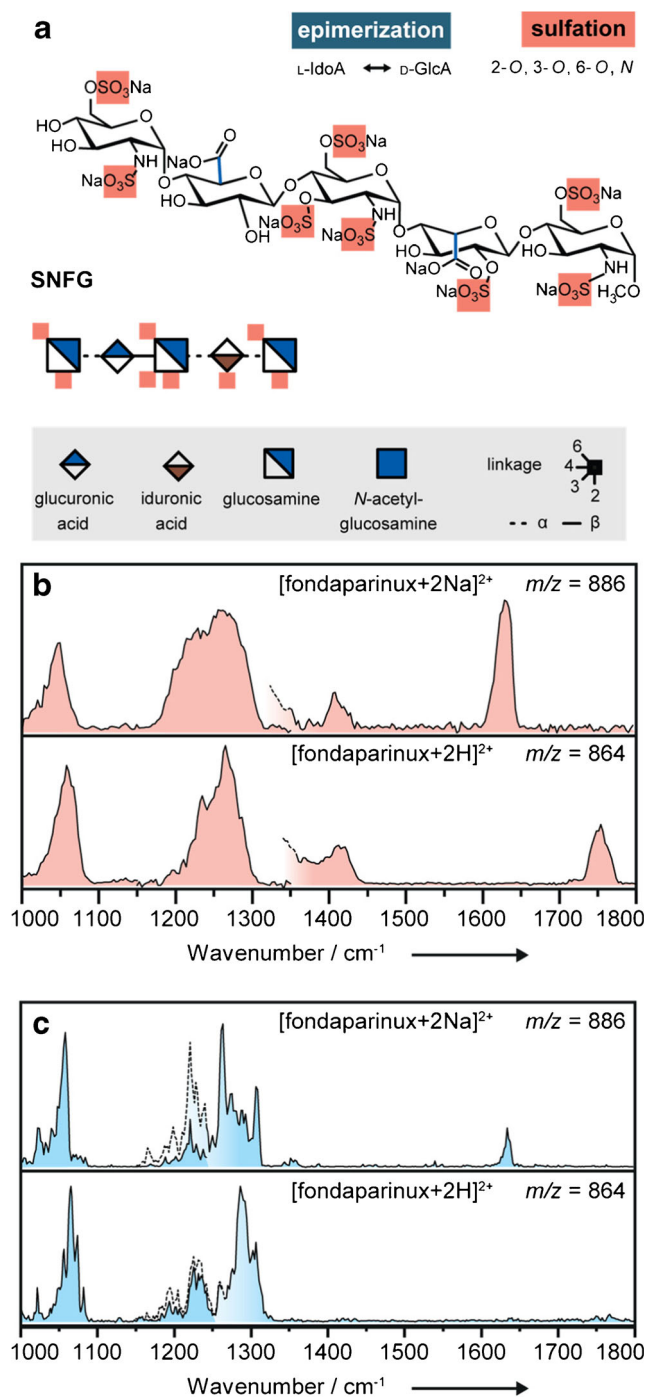 a
epimerization
sulfation
L-IdoA ↔ D-GlcA
2-O, 3-O, 6-O, N
OSO₃Na
HO
HO
O
NH
NaO₃S
O
NaO
O
O
HO
OH
O
OSO₃Na
O
O
NaO₃S
NH
NaO₃S
O
O
HO
NaO
O
O
NaO₃S
O
OSO₃Na
O
HO
NH
NaO₃S
H₃CO
SNFG
glucuronic acid
iduronic acid
glucosamine
N-acetyl-glucosamine
linkage
6
4
3
2
α
β
b
[fondaparinux+2Na]²⁺ m/z = 886
[fondaparinux+2H]²⁺ m/z = 864
1000 1100 1200 1300 1400 1500 1600 1700 1800
Wavenumber / cm⁻¹
c
[fondaparinux+2Na]²⁺ m/z = 886
[fondaparinux+2H]²⁺ m/z = 864
1000 1100 1200 1300 1400 1500 1600 1700 1800
Wavenumber / cm⁻¹